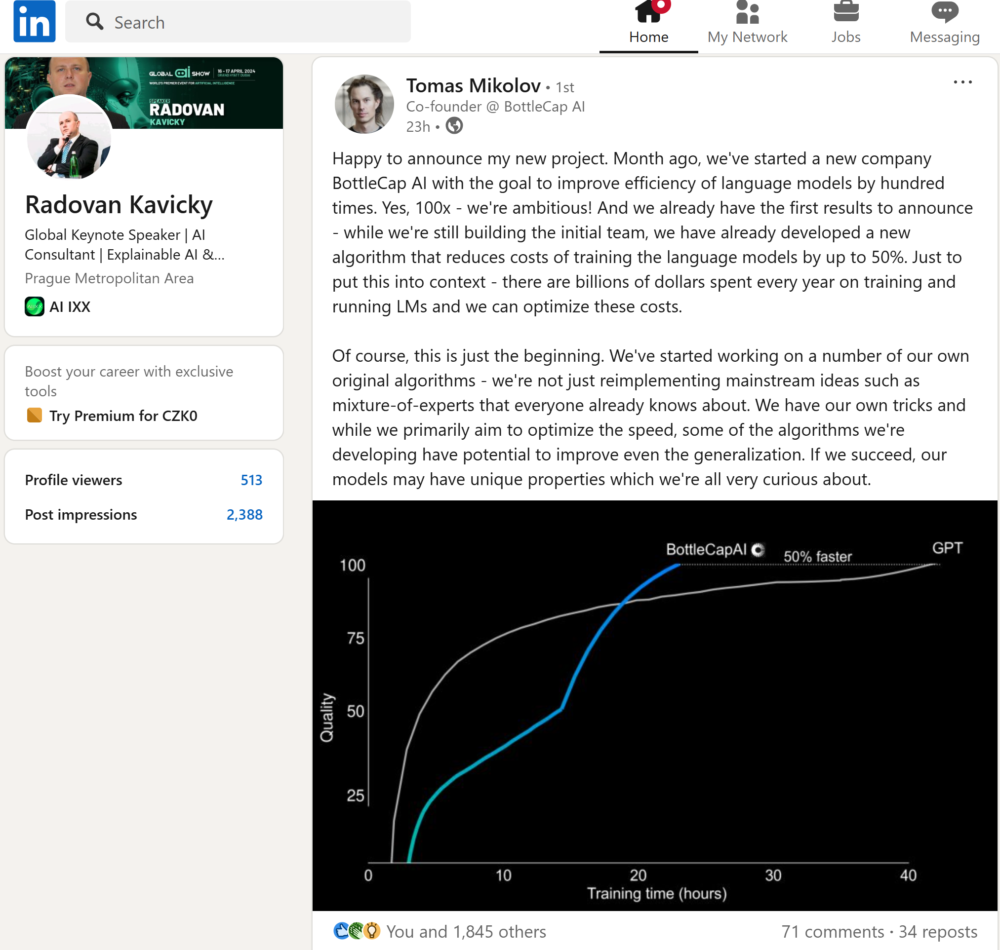 in
Search
Home
My Network
Jobs
Messaging
GLOBAL ai SHOW
16 - 17 APRIL 2024
GRAND HYATT DUBAI
WORLD'S PREMIER EVENT FOR ARTIFICIAL INTELLIGENCE
SPEAKER
RADOVAN
KAVICKY
Radovan Kavicky
Global Keynote Speaker | AI
Consultant | Explainable AI &...
Prague Metropolitan Area
AI IXX
Boost your career with exclusive
tools
Try Premium for CZK0
Profile viewers 513
Post impressions 2,388
Tomas Mikolov • 1st
Co-founder @ BottleCap AI
23h •
Happy to announce my new project. Month ago, we've started a new company
BottleCap AI with the goal to improve efficiency of language models by hundred
times. Yes, 100x - we're ambitious! And we already have the first results to announce
- while we're still building the initial team, we have already developed a new
algorithm that reduces costs of training the language models by up to 50%. Just to
put this into context - there are billions of dollars spent every year on training and
running LMs and we can optimize these costs.
Of course, this is just the beginning. We've started working on a number of our own
original algorithms - we're not just reimplementing mainstream ideas such as
mixture-of-experts that everyone already knows about. We have our own tricks and
while we primarily aim to optimize the speed, some of the algorithms we're
developing have potential to improve even the generalization. If we succeed, our
models may have unique properties which we're all very curious about.
BottleCapAI
50% faster
GPT
100
75
50
25
Quality
0 10 20 30 40
Training time (hours)
You and 1,845 others
71 comments • 34 reposts